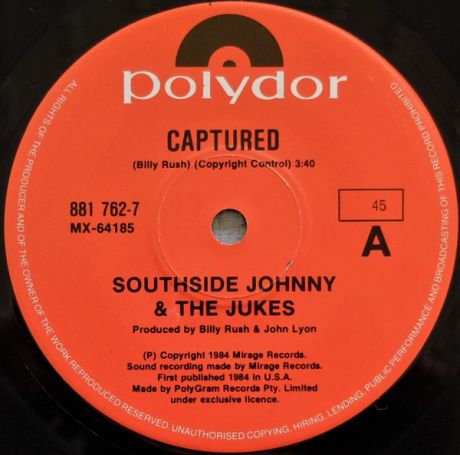 polydor
CAPTURED
(Billy Rush) (Copyright Control) 3:40
881 762-7
MX-64185
45
A
SOUTHSIDE JOHNNY
& THE JUKES
Produced by Billy Rush & John Lyon
(P) Copyright 1984 Mirage Records.
Sound recording made by Mirage Records.
First published 1984 in U.S.A.
Made by PolyGram Records Pty. Limited
under exclusive licence.
ALL RIGHTS OF THE PRODUCER AND OF THE OWNER OF THE WORK REPRODUCED RESERVED. UNAUTHORISED COPYING, HIRING, LENDING, PUBLIC PERFORMANCE AND BROADCASTING OF THIS RECORD PROHIBITED